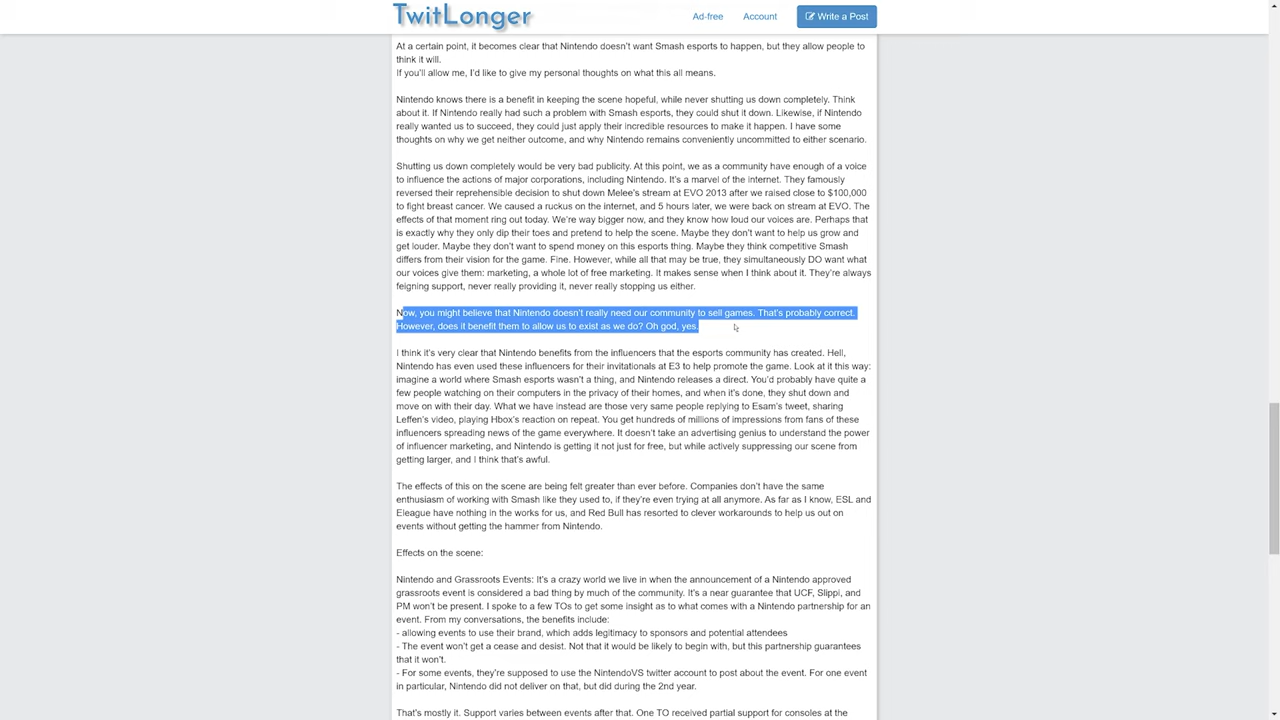 TwitLonger
Ad-free
Account
Write a Post
At a certain point, it becomes clear that Nintendo doesn't want Smash esports to happen, but they allow people to
think it will.
If you'll allow me, I'd like to give my personal thoughts on what this all means.
Nintendo knows there is a benefit in keeping the scene hopeful, while never shutting us down completely. Think
about it. If Nintendo really had such a problem with Smash esports, they could shut it down. Likewise, if Nintendo
really wanted us to succeed, they could just apply their incredible resources to make it happen. I have some
thoughts on why we get neither outcome, and why Nintendo remains conveniently uncommitted to either scenario.
Shutting us down completely would be very bad publicity. At this point, we as a community have enough of a voice
to influence the actions of major corporations, including Nintendo. It's a marvel of the internet. They famously
reversed their reprehensible decision to shut down Melee's stream at EVO 2013 after we raised close to $100,000
to fight breast cancer. We caused a ruckus on the internet, and 5 hours later, we were back on stream at EVO. The
effects of that moment ring out today. We're way bigger now, and they know how loud our voices are. Perhaps that
is exactly why they only dip their toes and pretend to help the scene. Maybe they don't want to help us grow and
get louder. Maybe they don't want to spend money on this esports thing. Maybe they think competitive Smash
differs from their vision for the game. Fine. However, while all that may be true, they simultaneously DO want what
our voices give them: marketing, a whole lot of free marketing. It makes sense when I think about it. They're always
feigning support, never really providing it, never really stopping us either.
Now, you might believe that Nintendo doesn't really need our community to sell games. That's probably correct.
However, does it benefit them to allow us to exist as we do? Oh god, yes.
I think it's very clear that Nintendo benefits from the influencers that the esports community has created. Hell,
Nintendo has even used these influencers for their invitationals at E3 to help promote the game. Look at it this way:
imagine a world where Smash esports wasn't a thing, and Nintendo releases a direct. You'd probably have quite a
few people watching on their computers in the privacy of their homes, and when it's done, they shut down and
move on with their day. What we have instead are those very same people replying to Esam's tweet, sharing
Leffen's video, playing Hbox's reaction on repeat. You get hundreds of millions of impressions from fans of these
influencers spreading news of the game everywhere. It doesn't take an advertising genius to understand the power
of influencer marketing, and Nintendo is getting it not just for free, but while actively suppressing our scene from
getting larger, and I think that's awful.
The effects of this on the scene are being felt greater than ever before. Companies don't have the same
enthusiasm of working with Smash like they used to, if they're even trying at all anymore. As far as I know, ESL and
Eleague have nothing in the works for us, and Red Bull has resorted to clever workarounds to help us out on
events without getting the hammer from Nintendo.
Effects on the scene:
Nintendo and Grassroots Events: It's a crazy world we live in when the announcement of a Nintendo approved
grassroots event is considered a bad thing by much of the community. It's a near guarantee that UCF, Slippi, and
PM won't be present. I spoke to a few TOs to get some insight as to what comes with a Nintendo partnership for an
event. From my conversations, the benefits include:
- allowing events to use their brand, which adds legitimacy to sponsors and potential attendees
- The event won't get a cease and desist. Not that it would be likely to begin with, but this partnership guarantees
that it won't.
- For some events, they're supposed to use the NintendoVS twitter account to post about the event. For one event
in particular, Nintendo did not deliver on that, but did during the 2nd year.
That's mostly it. Support varies between events after that. One TO received partial support for consoles at the